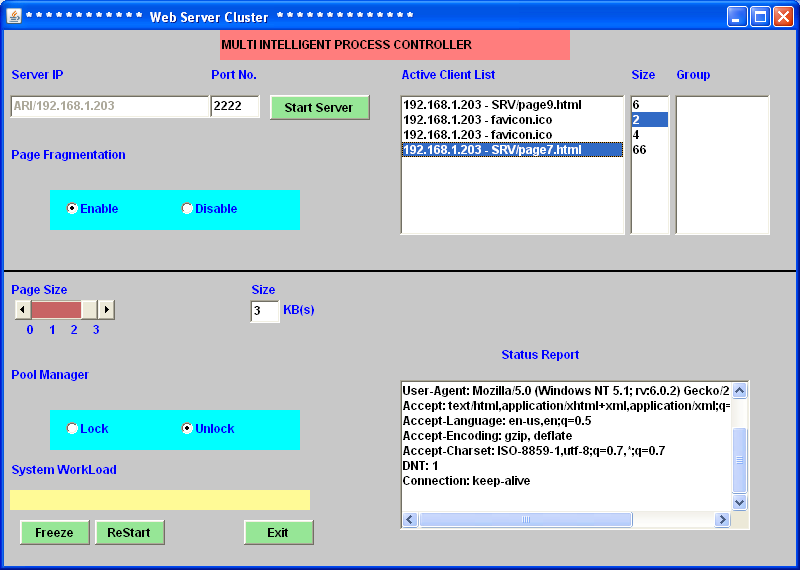 * * * * * * * * * * * * Web Server Cluster * * * * * * * * * * * * * *
MULTI INTELLIGENT PROCESS CONTROLLER
Server IP Port No. Active Client List Size Group
ARI/192.168.1.203 2222 Start Server
192.168.1.203 - SRV/page9.html 6
192.168.1.203 - favicon.ico 2
192.168.1.203 - favicon.ico 4
192.168.1.203 - SRV/page7.html 66
Page Fragmentation
Enable Disable
Page Size Size
3 KB(s)
0 1 2 3
Status Report
Pool Manager
User-Agent: Mozilla/5.0 (Windows NT 5.1; rv:6.0.2) Gecko/2
Accept: text/html,application/xhtml+xml,application/xml;q=
Accept-Language: en-us,en;q=0.5
Accept-Encoding: gzip, deflate
Accept-Charset: ISO-8859-1,utf-8;q=0.7,*;q=0.7
DNT: 1
Connection: keep-alive
Lock Unlock
System WorkLoad
Freeze ReStart Exit